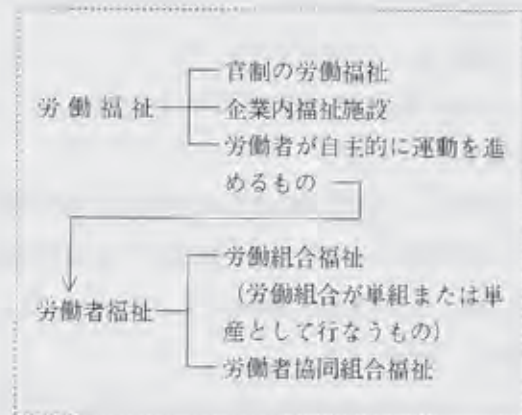 官制の労働福祉
労働福祉
企業内福祉施設
労働者が自主的に運動を進
めるもの
労働組合福祉
(労働組合が単組または単
労働者福祉
産として行なうもの)
労働者協同組合福祉